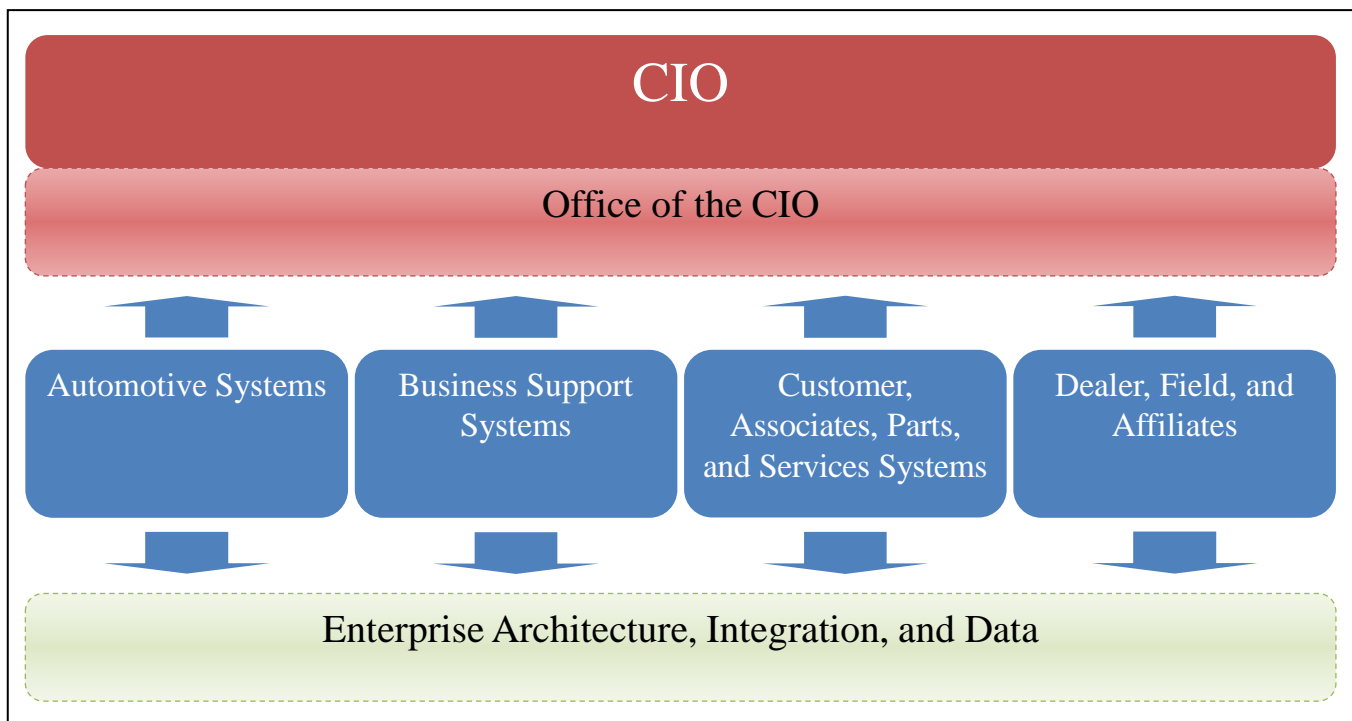 CIO
Office of the CIO
Automotive Systems
Business Support
Systems
Customer,
Associates, Parts,
and Services Systems
Dealer, Field, and
Affiliates
Enterprise Architecture, Integration, and Data